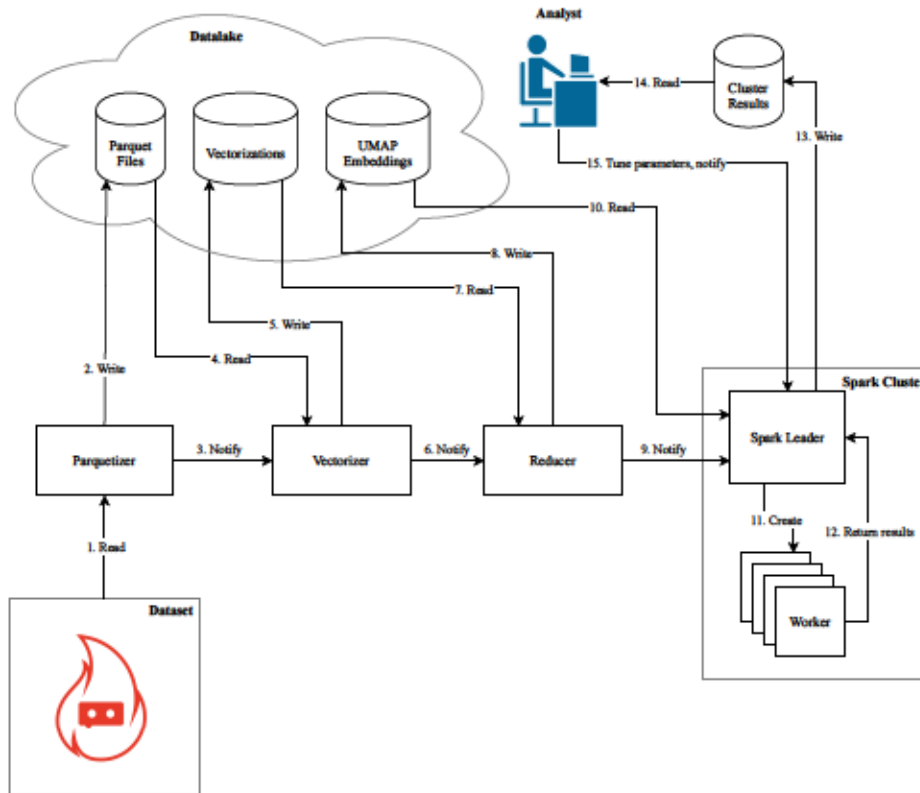 Analyst
Datalake
Parquet
Files
Vectorizations
UMAP
Embeddings
14. Read
Cluster
Results
13. Write
15. Tune parameters, notify
10. Read
8. Write
7. Read
5. Write
4. Read
2. Write
Spark Cluster
Parquetizer
3. Notify
Vectorizer
6. Notify
Reducer
9. Notify
Spark Leader
11. Create
12. Return results
1. Read
Worker
Dataset